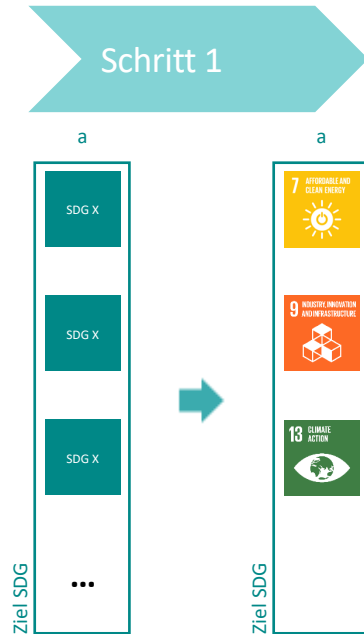 Schritt 1
a
a
SDG X
SDG X
SDG X
...
Ziel SDG
7 AFFORDABLE AND
CLEAN ENERGY
9 INDUSTRY, INNOVATION
AND INFRASTRUCTURE
13 CLIMATE
ACTION
Ziel SDG